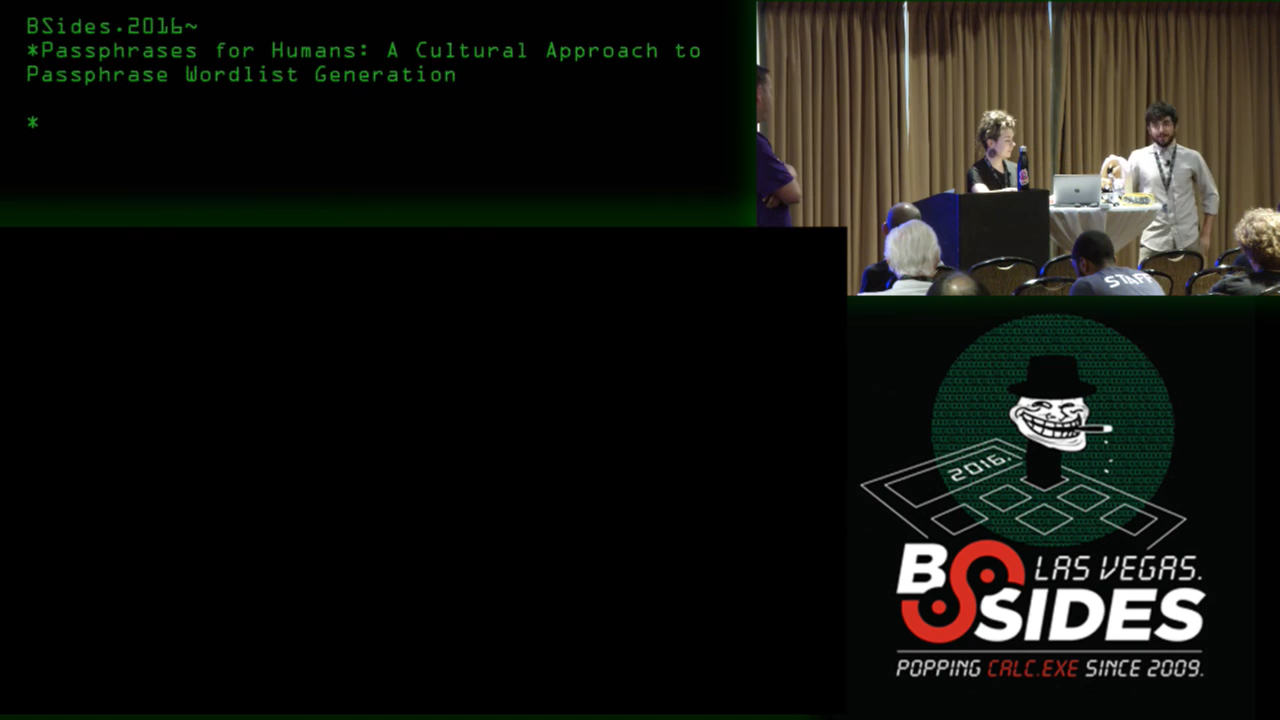 BSides.2016~
*Passphrases for Humans: A Cultural Approach to
Passphrase Wordlist Generation
*
STAFF
2016.
BSIDES
LAS VEGAS.
POPPING CALC.EXE SINCE 2009.